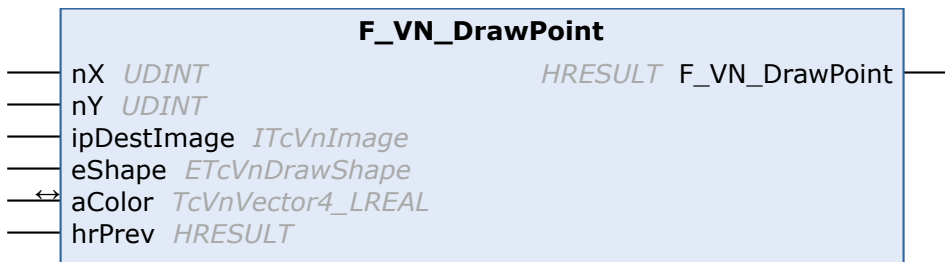 F_VN_DrawPoint
nX UDINT HRESULT F_VN_DrawPoint
nY UDINT
ipDestImage ITcVnImage
eShape ETcVnDrawShape
aColor TcVnVector4_LREAL
hrPrev HRESULT